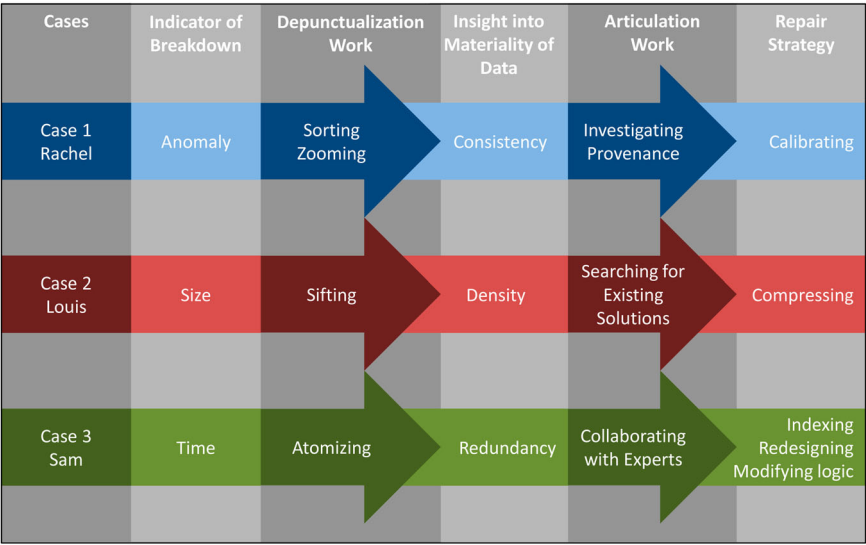 Cases
Indicator of
Breakdown
Depunctualization
Work
Insight into
Materiality of
Data
Articulation
Work
Repair
Strategy
Case 1
Rachel
Anomaly
Sorting
Zooming
Consistency
Investigating
Provenance
Calibrating
Case 2
Louis
Size
Sifting
Density
Searching for
Existing
Solutions
Compressing
Case 3
Sam
Time
Atomizing
Redundancy
Collaborating
with Experts
Indexing
Redesigning
Modifying logic